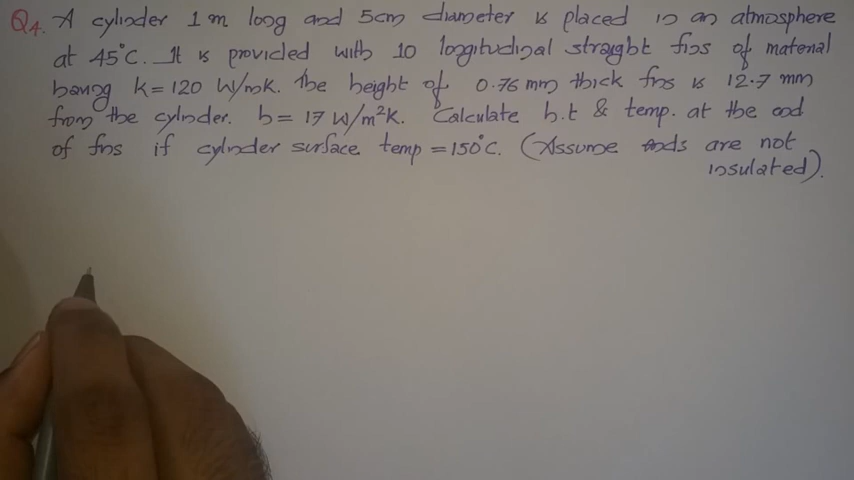 Q4. A cylinder 1m long and 5cm diameter is placed in an atmosphere
at 45°C. It is provided with 10 longitudinal straight fins of material
having k=120 W/mK. The height of 0.76 mm thick fins is 12.7 mm
from the cylinder. h= 17 W/m²K. Calculate h.t & temp. at the end
of fins if cylinder surface temp =150°C. (Assume ends are not
insulated).